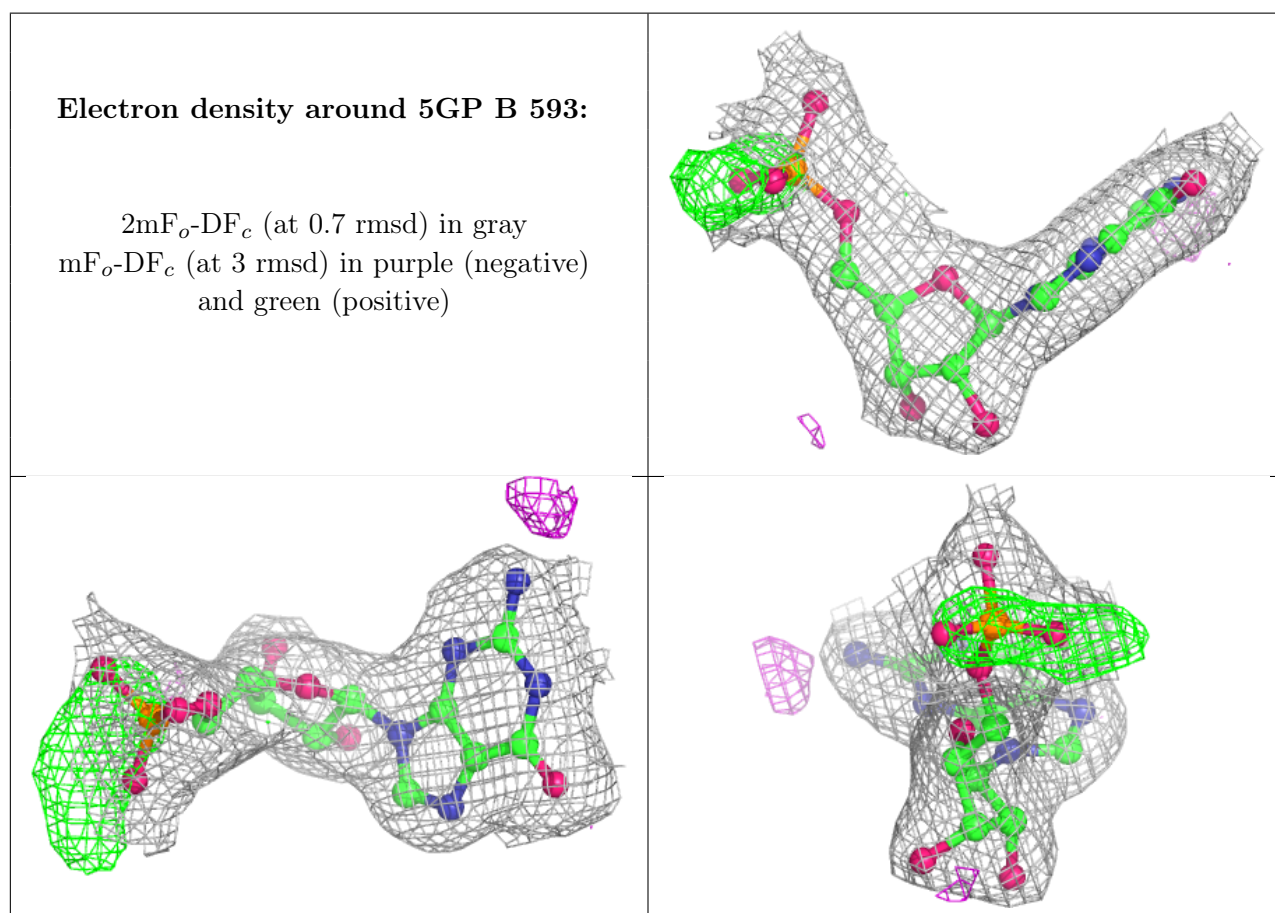 Electron density around 5GP B 593:
2mFo-DFc (at 0.7 rmsd) in gray
mFo-DFc (at 3 rmsd) in purple (negative)
and green (positive)